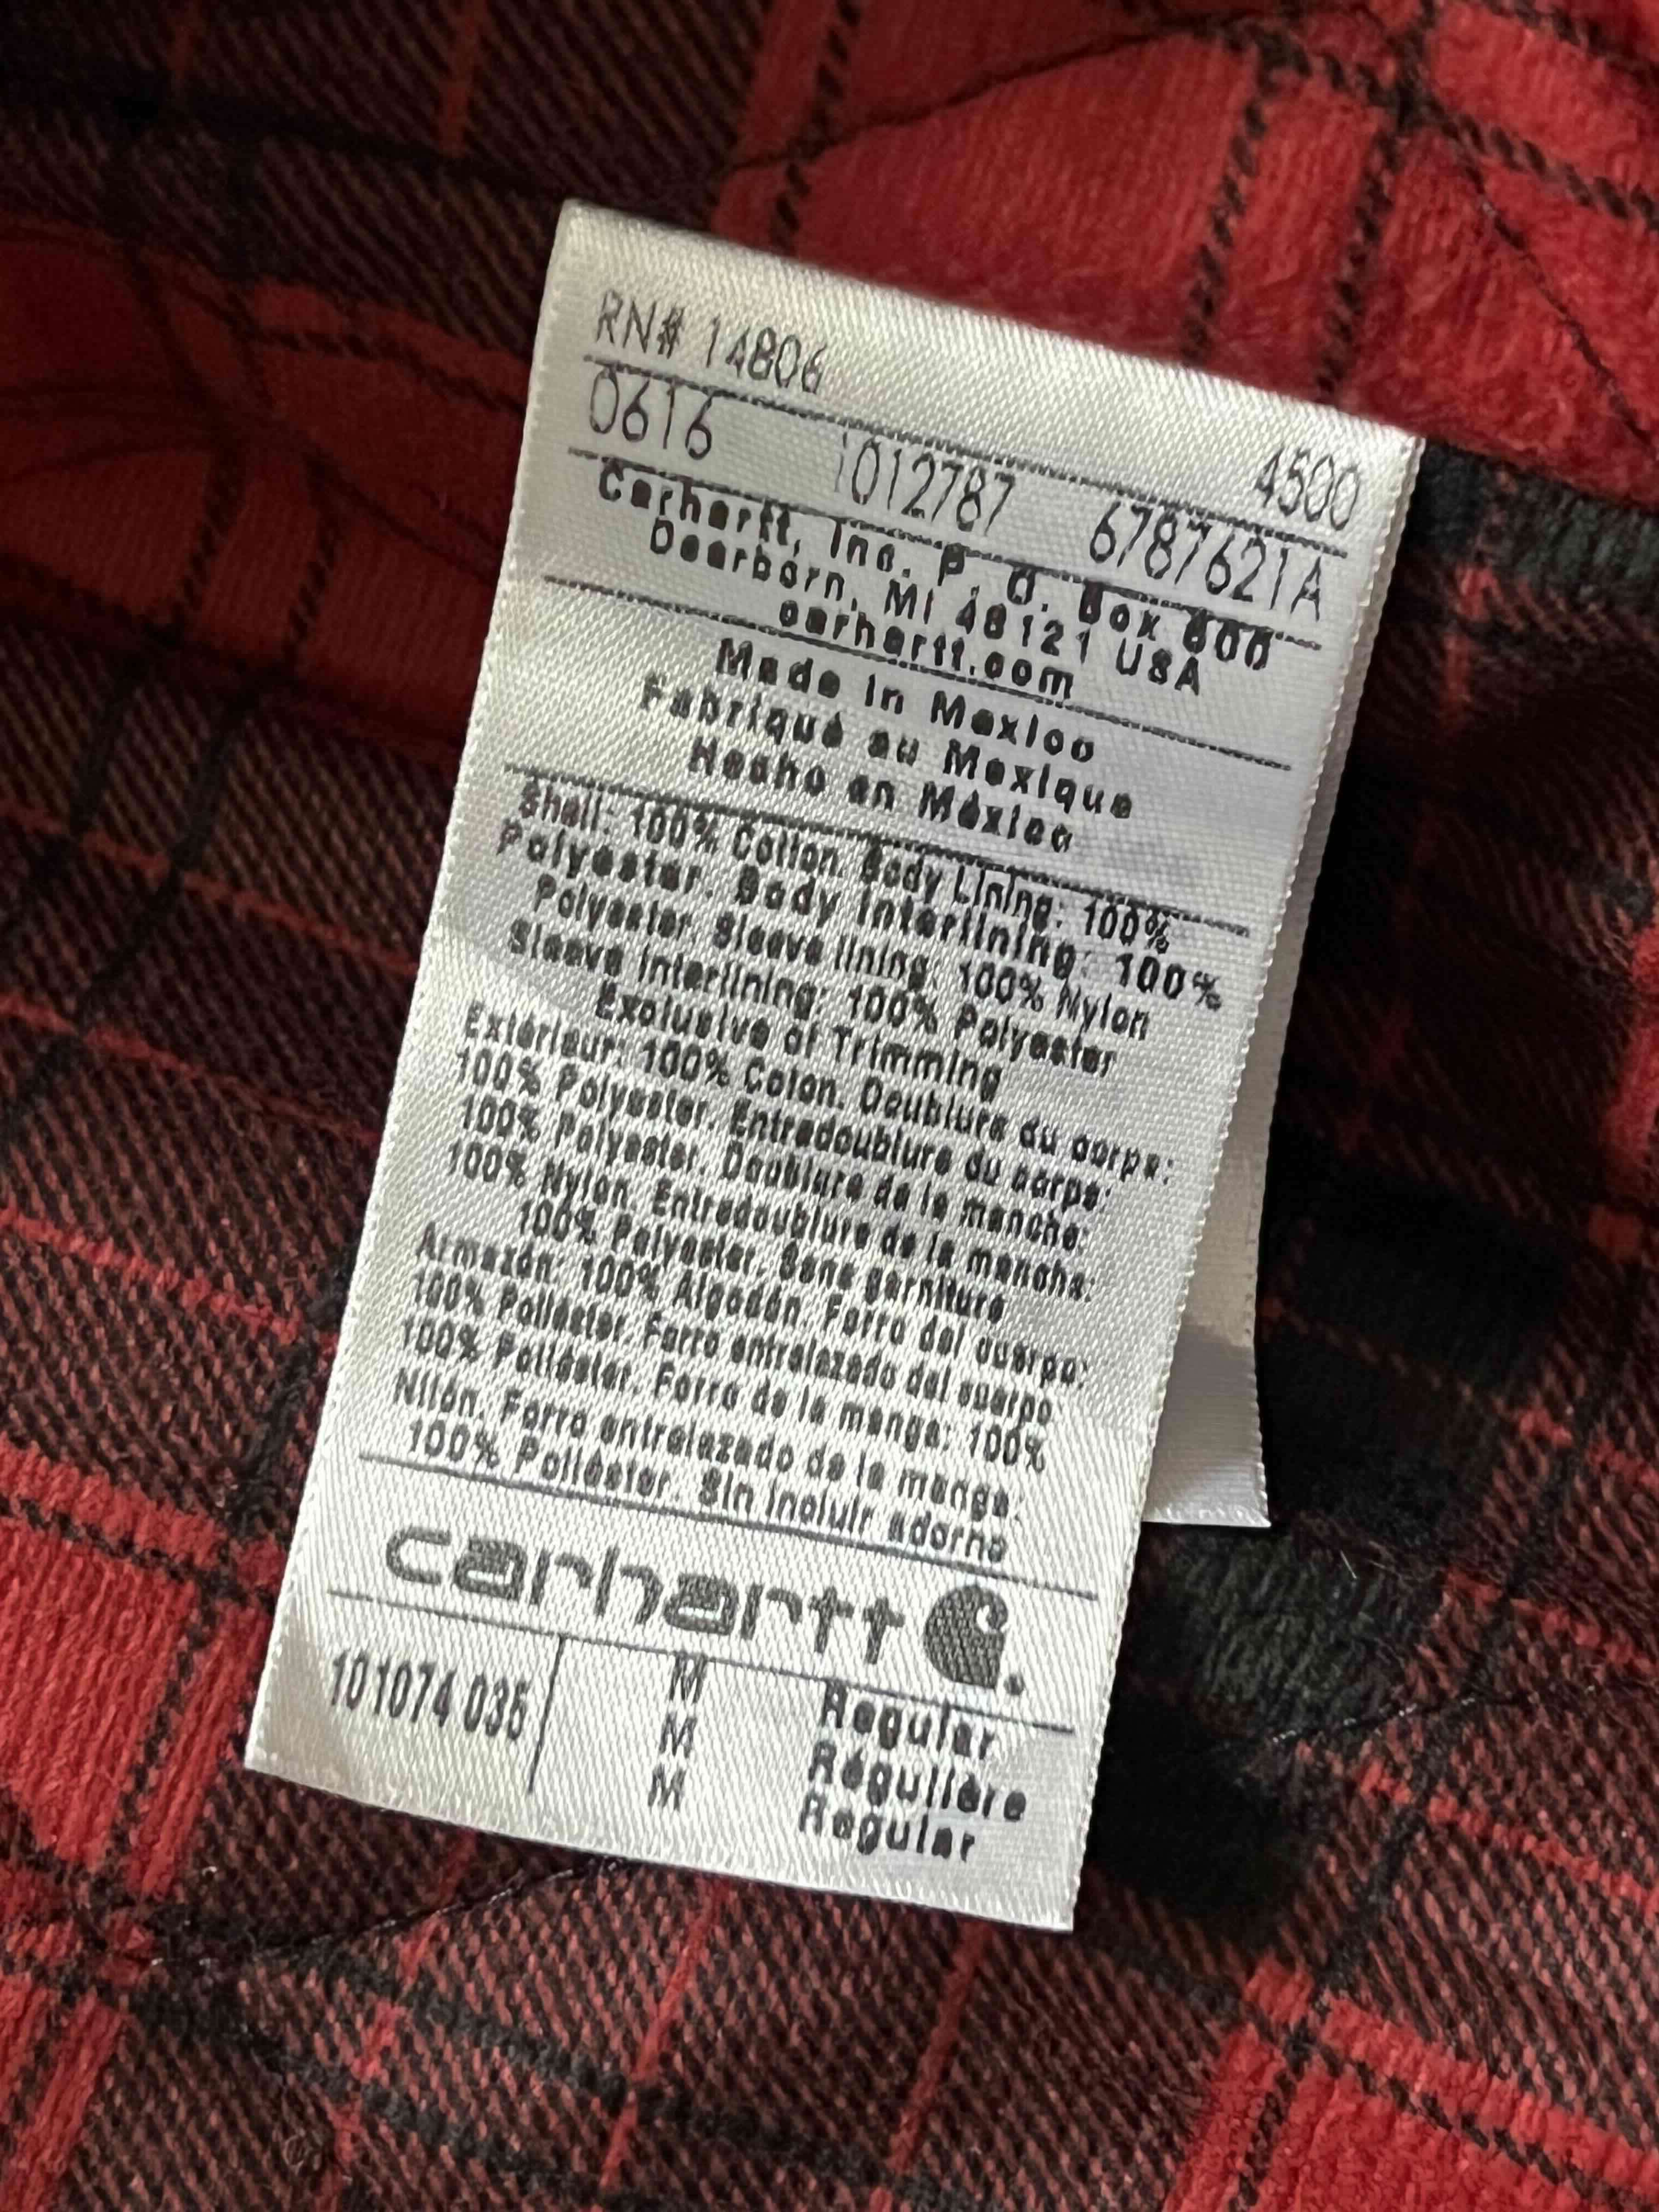 RN# 14806
4500
0616 1012787 6787621A
Carhartt, Inc. P. O. Box 600
Dearborn, MI 48121 USA
carhartt.com
Made in Mexico
Fabriqué au Mexique
Hecho en México
Shell: 100% Cotton. Body Lining: 100%
Polyester. Body Interlining: 100%
Polyester. Sleeve lining: 100% Nylon
Sleeve Interlining: 100% Polyester
Exclusive of Trimming
Extérieur: 100% Coton. Doublure du corps:
100% Polyester. Entredoublure du corps:
100% Polyester. Doublure de la manche:
100% Nylon. Entredoublure de la manche:
100% Polyester. Sans garniture
Armazón: 100% Algodón. Forro del cuerpo:
100% Poliéster. Forro entrelazado del cuerpo
100% Poliéster. Forro de la manga: 100%
Nilón. Forro entrelazado de la manga:
100% Poliéster. Sin incluir adorno
carhartt
101074 035 M Regular
M Régulière
M Regular